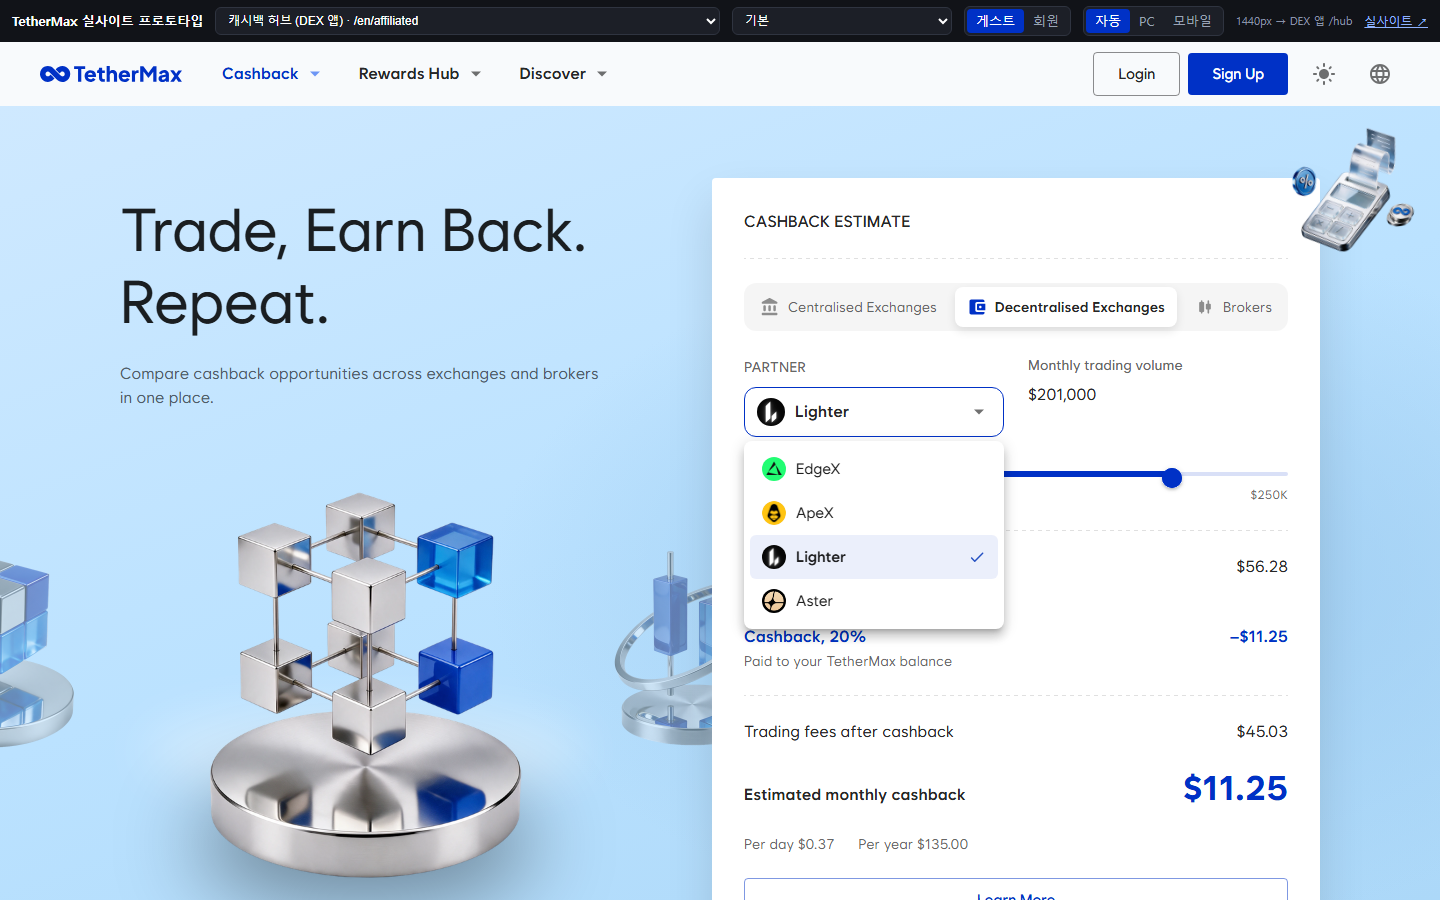 TetherMax 실사이트 프로토타입
캐시백 허브 (DEX 앱) · /en/affiliated
기본
게스트
회원
자동
PC
모바일
1440px → DEX 앱 /hub
실사이트 ↗
TetherMax
Cashback
Rewards Hub
Discover
Login
Sign Up
Trade, Earn Back.
Repeat.
Compare cashback opportunities across exchanges and brokers
in one place.
CASHBACK ESTIMATE
Centralised Exchanges
Decentralised Exchanges
Brokers
PARTNER
Monthly trading volume
Lighter
$201,000
EdgeX
ApeX
Lighter
Aster
$250K
$56.28
Cashback, 20%
–$11.25
Paid to your TetherMax balance
Trading fees after cashback
$45.03
Estimated monthly cashback
$11.25
Per day $0.37
Per year $135.00
Learn More